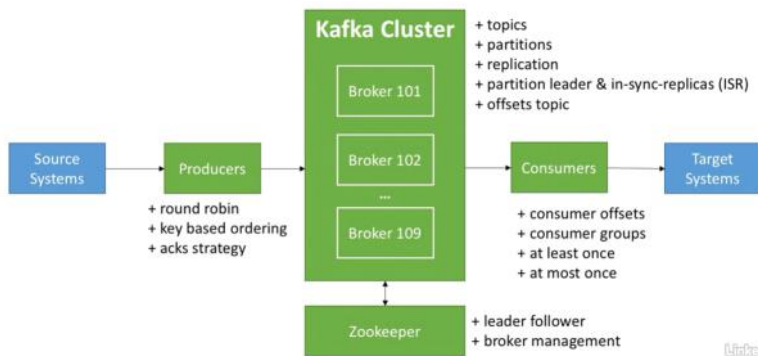 Kafka Cluster
Broker 101
Broker 102
...
Broker 109
+ topics
+ partitions
+ replication
+ partition leader & in-sync-replicas (ISR)
+ offsets topic
Source
Systems
Producers
+ round robin
+ key based ordering
+ acks strategy
Consumers
+ consumer offsets
+ consumer groups
+ at least once
+ at most once
Target
Systems
Zookeeper
+ leader follower
+ broker management